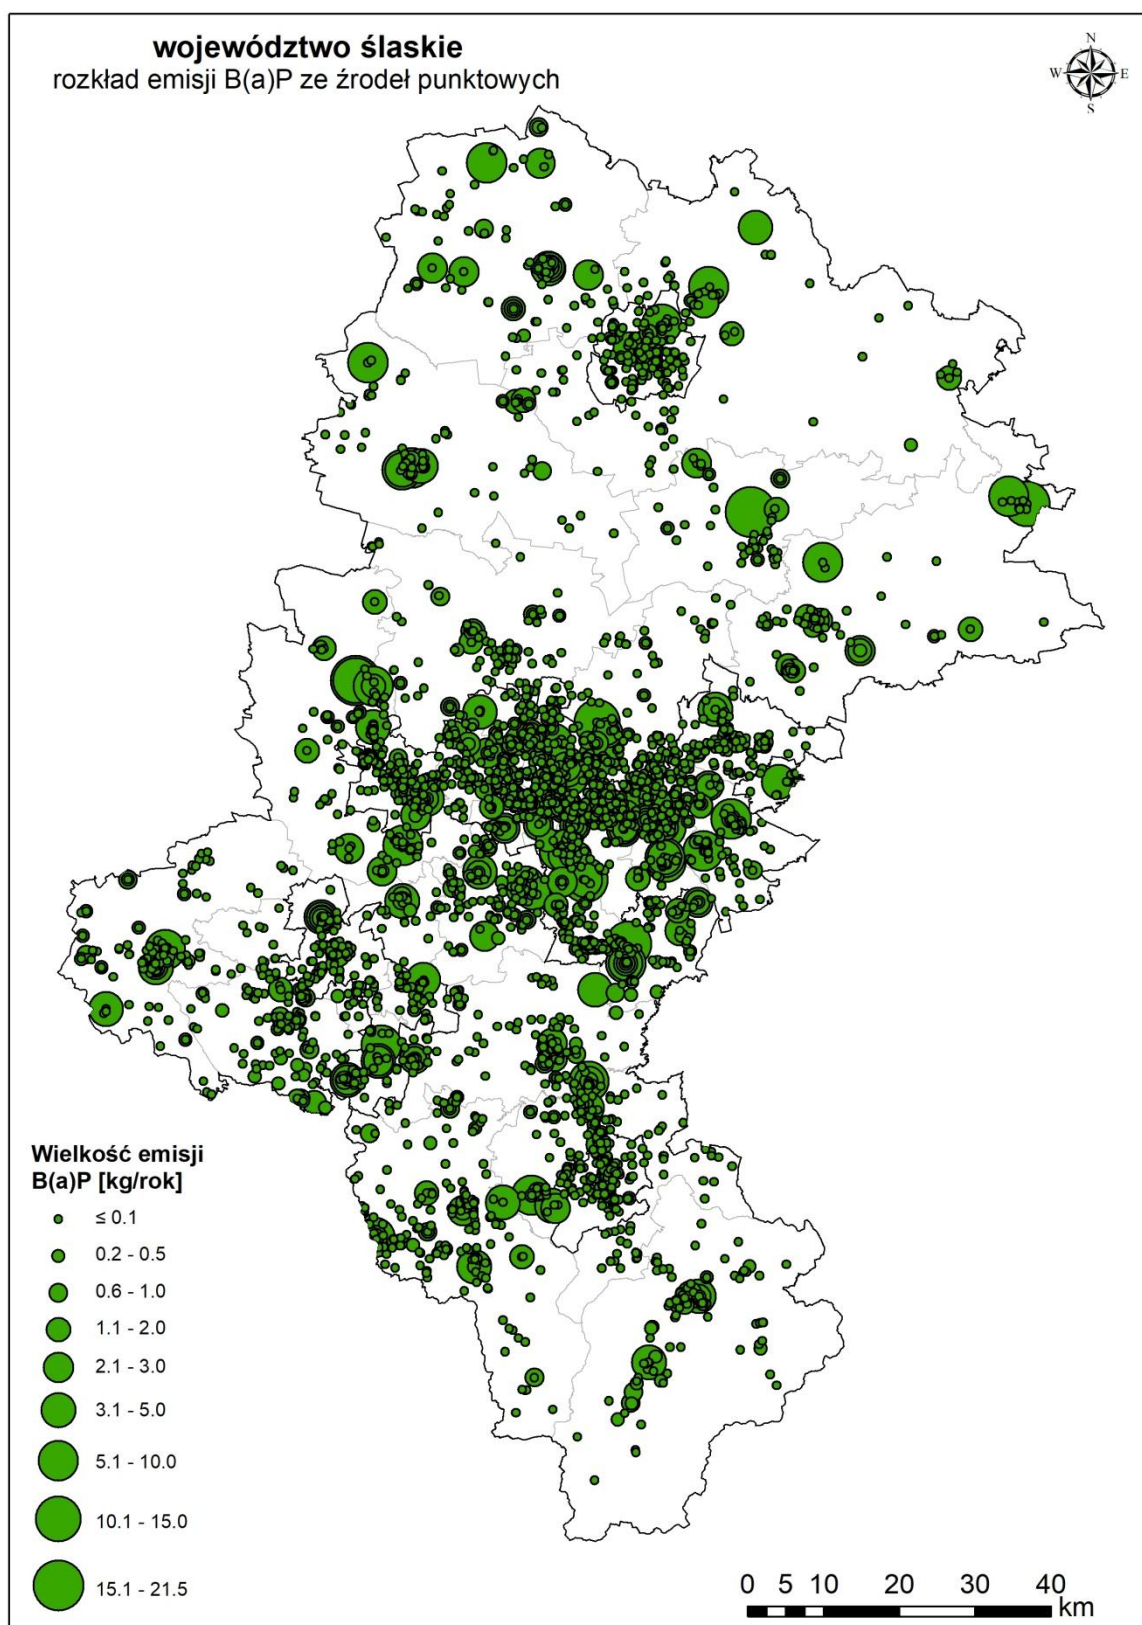 województwo ślaskie
rozkład emisji B(a)P ze źrodeł punktowych
N
W E
S
Wielkość emisji
B(a)P [kg/rok]
≤ 0.1
0.2 - 0.5
0.6 - 1.0
1.1 - 2.0
2.1 - 3.0
3.1 - 5.0
5.1 - 10.0
10.1 - 15.0
15.1 - 21.5
0 5 10 20 30 40
km